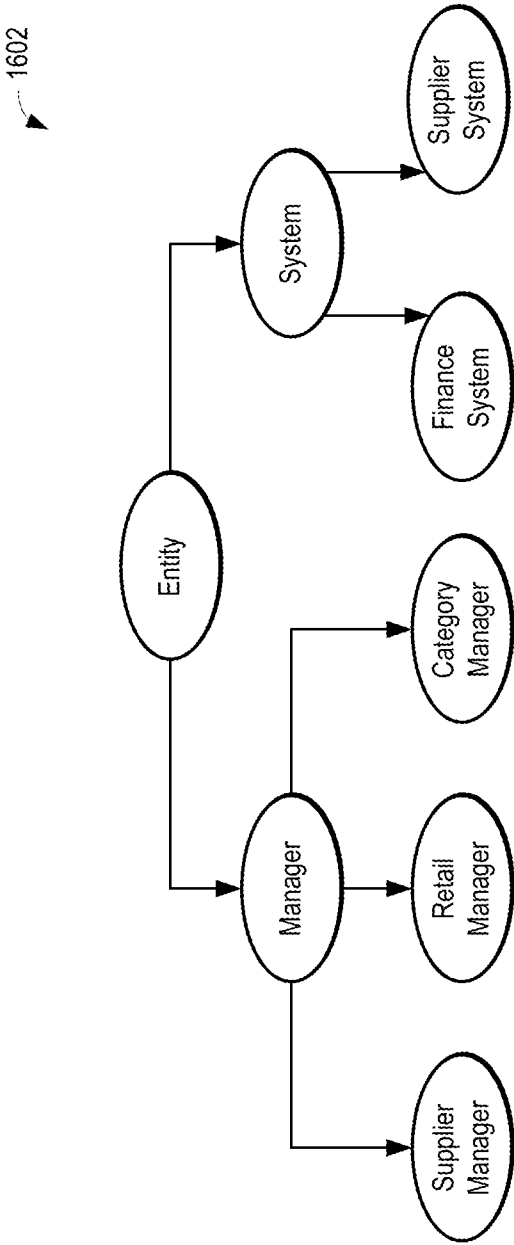 1602
Entity
Manager
System
Supplier
Manager
Retail
Manager
Category
Manager
Finance
System
Supplier
System